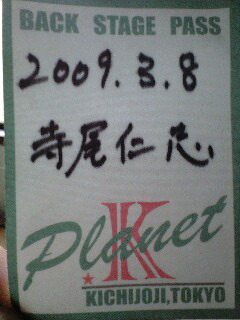 BACK STAGE PASS
2009.3.8
寺尾仁志
Planet K
KICHIJOJI,TOKYO